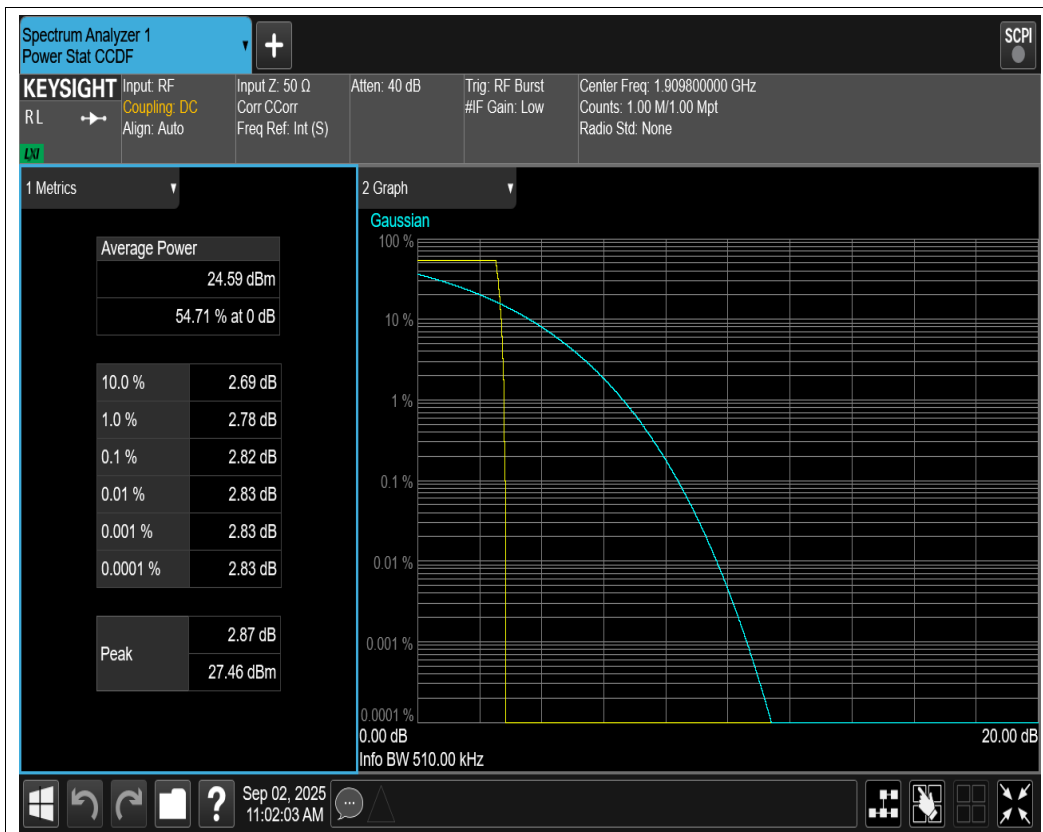 Spectrum Analyzer 1
Power Stat CCDF
▼
+
SCPI
KEYSIGHT
RL
LXI
Input: RF
Coupling: DC
Align: Auto
Input Z: 50 Ω
Corr CCorr
Freq Ref: Int (S)
Atten: 40 dB
Trig: RF Burst
#IF Gain: Low
Center Freq: 1.909800000 GHz
Counts: 1.00 M/1.00 Mpt
Radio Std: None
1 Metrics ▼
Average Power
24.59 dBm
54.71 % at 0 dB
10.0 % 2.69 dB
1.0 % 2.78 dB
0.1 % 2.82 dB
0.01 % 2.83 dB
0.001 % 2.83 dB
0.0001 % 2.83 dB
Peak
2.87 dB
27.46 dBm
2 Graph ▼
Gaussian
100 %
10 %
1 %
0.1 %
0.01 %
0.001 %
0.0001 %
0.00 dB 20.00 dB
Info BW 510.00 kHz
?
Sep 02, 2025
11:02:03 AM